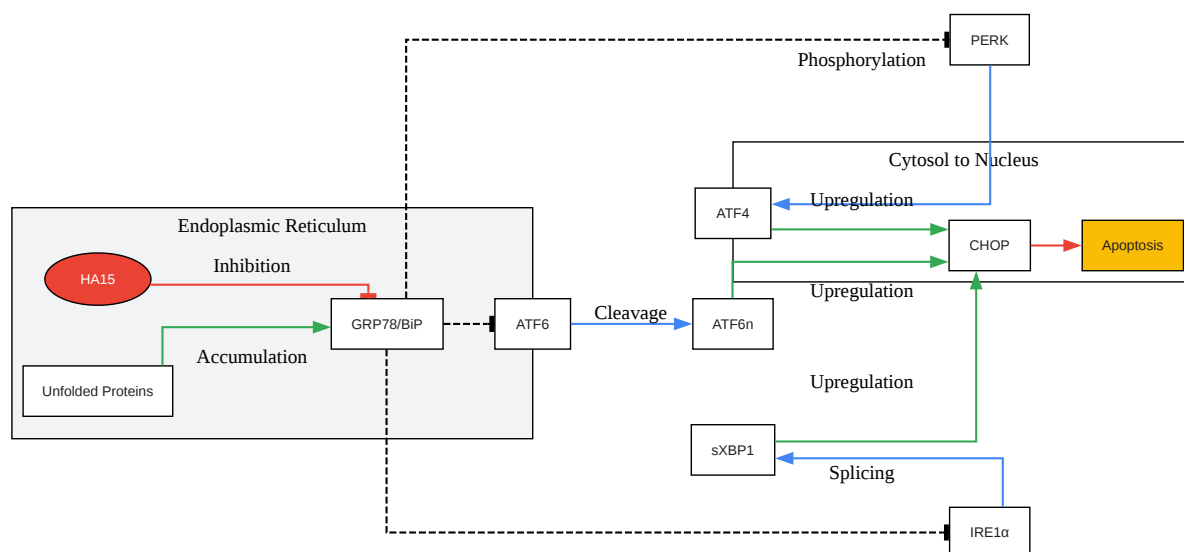 PERK
Phosphorylation
Cytosol to Nucleus
ATF4
Upregulation
Endoplasmic Reticulum
CHOP
Apoptosis
HA15
Inhibition
Upregulation
GRP78/BiP
ATF6
Cleavage
ATF6n
Accumulation
Unfolded Proteins
Upregulation
sXBP1
Splicing
IRE1α